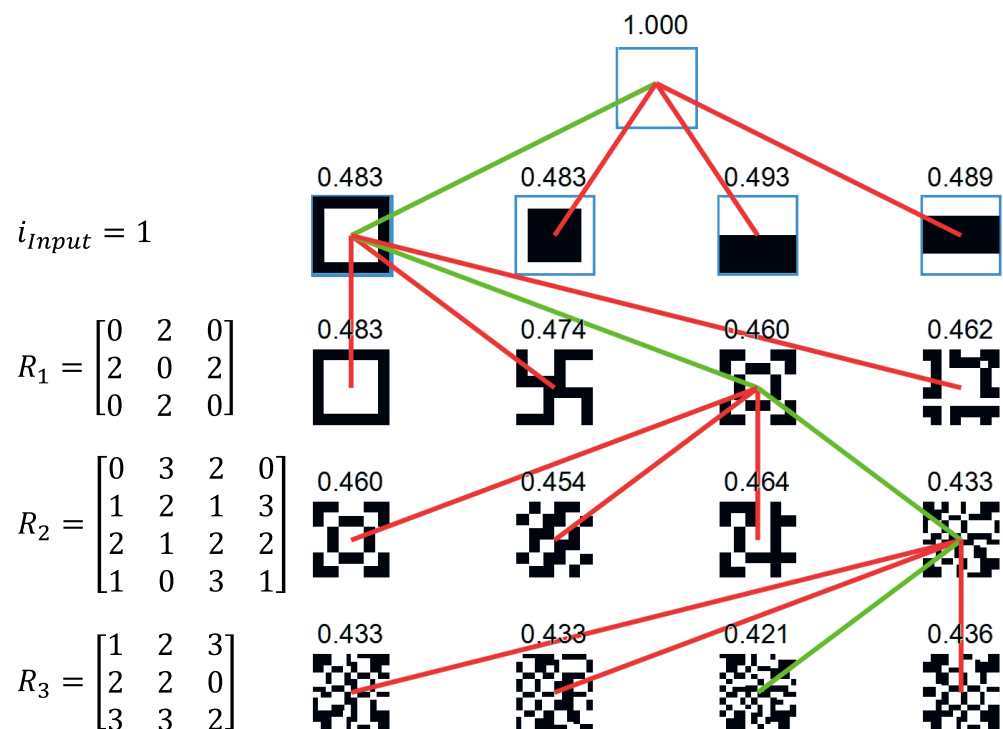 1.000
0.483 0.483 0.493 0.489
i_Input = 1
0.483 0.474 0.460 0.462
R_1 = [0 2 0
2 0 2
0 2 0]
0.460 0.454 0.464 0.433
R_2 = [0 3 2 0
1 2 1 3
2 1 2 2
1 0 3 1]
0.433 0.433 0.421 0.436
R_3 = [1 2 3
2 2 0
3 3 2]